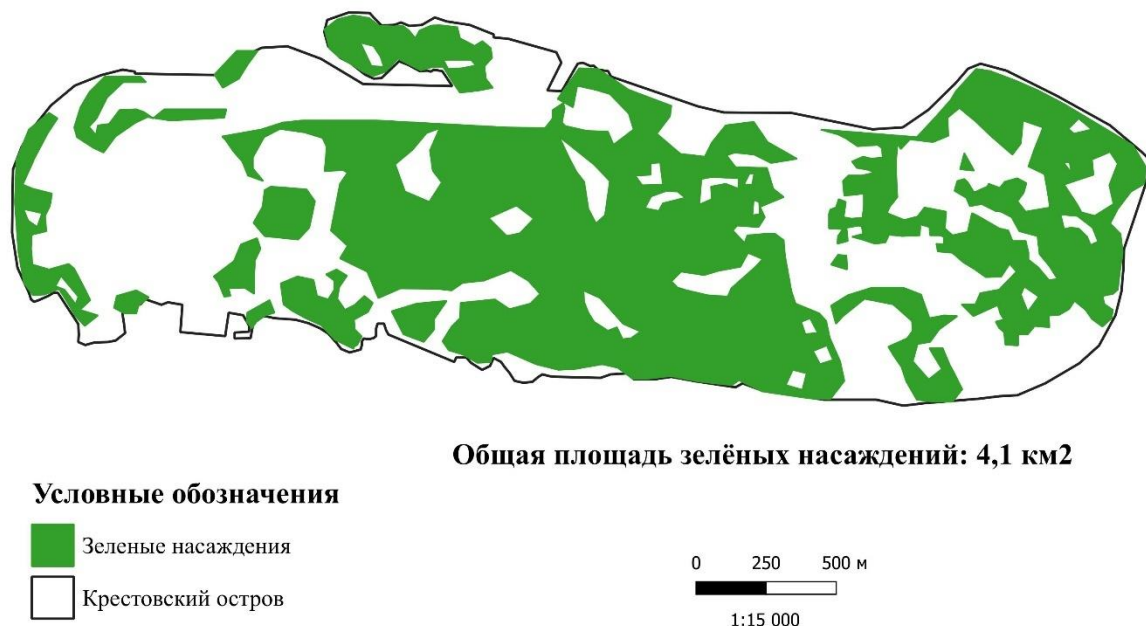 Общая площадь зелёных насаждений: 4,1 км2
Условные обозначения
Зеленые насаждения
Крестовский остров
0 250 500 м
1:15 000